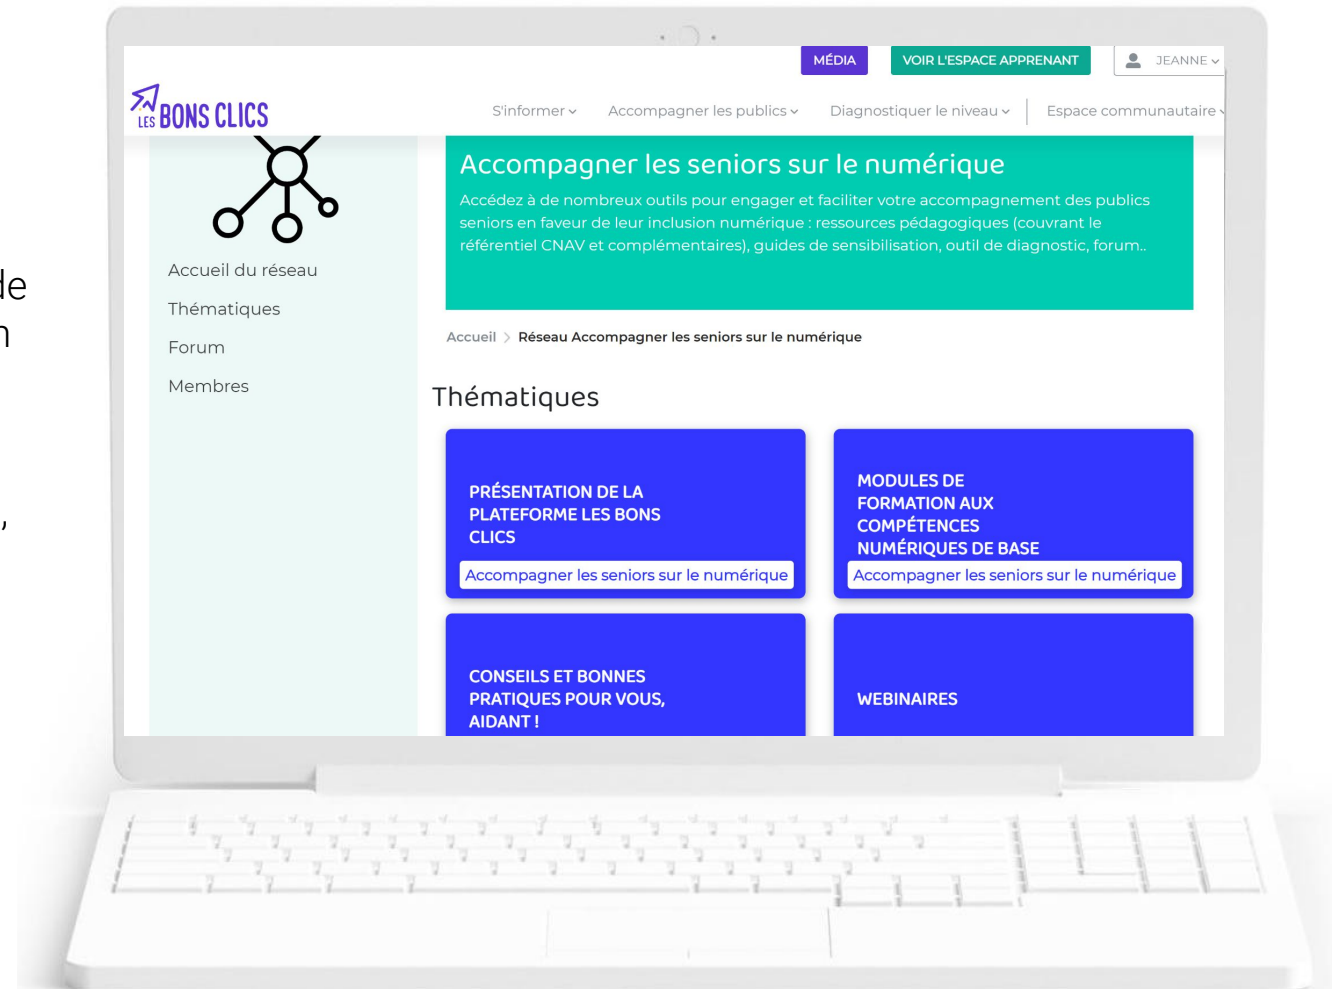 MÉDIA
VOIR L'ESPACE APPRENANT
JEANNE
LES BONS CLICS
S'informer
Accompagner les publics
Diagnostiquer le niveau
Espace communautaire
Accompagner les seniors sur le numérique
Accédez à de nombreux outils pour engager et faciliter votre accompagnement des publics
seniors en faveur de leur inclusion numérique : ressources pédagogiques (couvrant le
référentiel CNAV et complémentaires), guides de sensibilisation, outil de diagnostic, forum..
Accueil du réseau
Thématiques
Forum
Membres
Accueil > Réseau Accompagner les seniors sur le numérique
Thématiques
PRÉSENTATION DE LA
PLATEFORME LES BONS
CLICS
Accompagner les seniors sur le numérique
MODULES DE
FORMATION AUX
COMPÉTENCES
NUMÉRIQUES DE BASE
Accompagner les seniors sur le numérique
CONSEILS ET BONNES
PRATIQUES POUR VOUS,
AIDANT !
WEBINAIRES